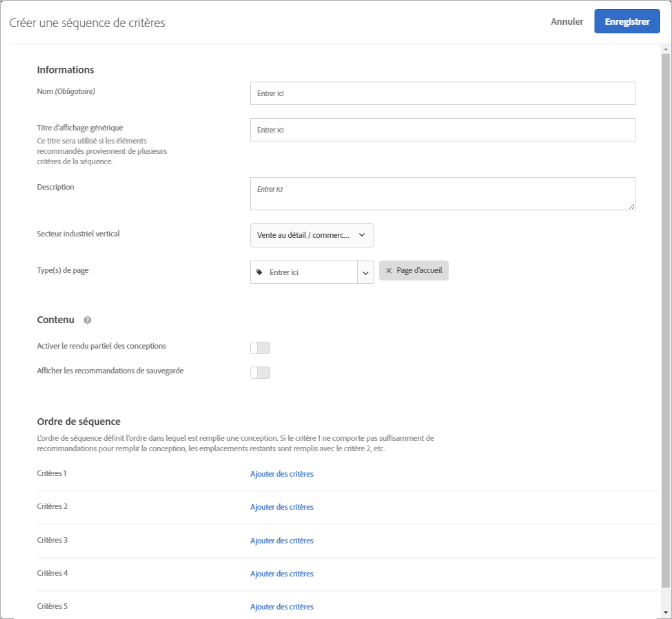 Créer une séquence de critères
Annuler
Enregistrer
Informations
Nom (Obligatoire)
Entrer ici
Titre d'affichage générique
Entrer ici
Ce titre sera utilisé si les éléments
recommandés proviennent de plusieurs
critères de la séquence.
Description
Entrer ici
Secteur industriel vertical
Vente au détail / commerc...
Type(s) de page
Entrer ici
Page d'accueil
Contenu
Activer le rendu partiel des conceptions
Afficher les recommandations de sauvegarde
Ordre de séquence
L'ordre de séquence définit l'ordre dans lequel est remplie une conception. Si le critère 1 ne comporte pas suffisamment de
recommandations pour remplir la conception, les emplacements restants sont remplis avec le critère 2, etc.
Critères 1
Ajouter des critères
Critères 2
Ajouter des critères
Critères 3
Ajouter des critères
Critères 4
Ajouter des critères
Critères 5
Ajouter des critères